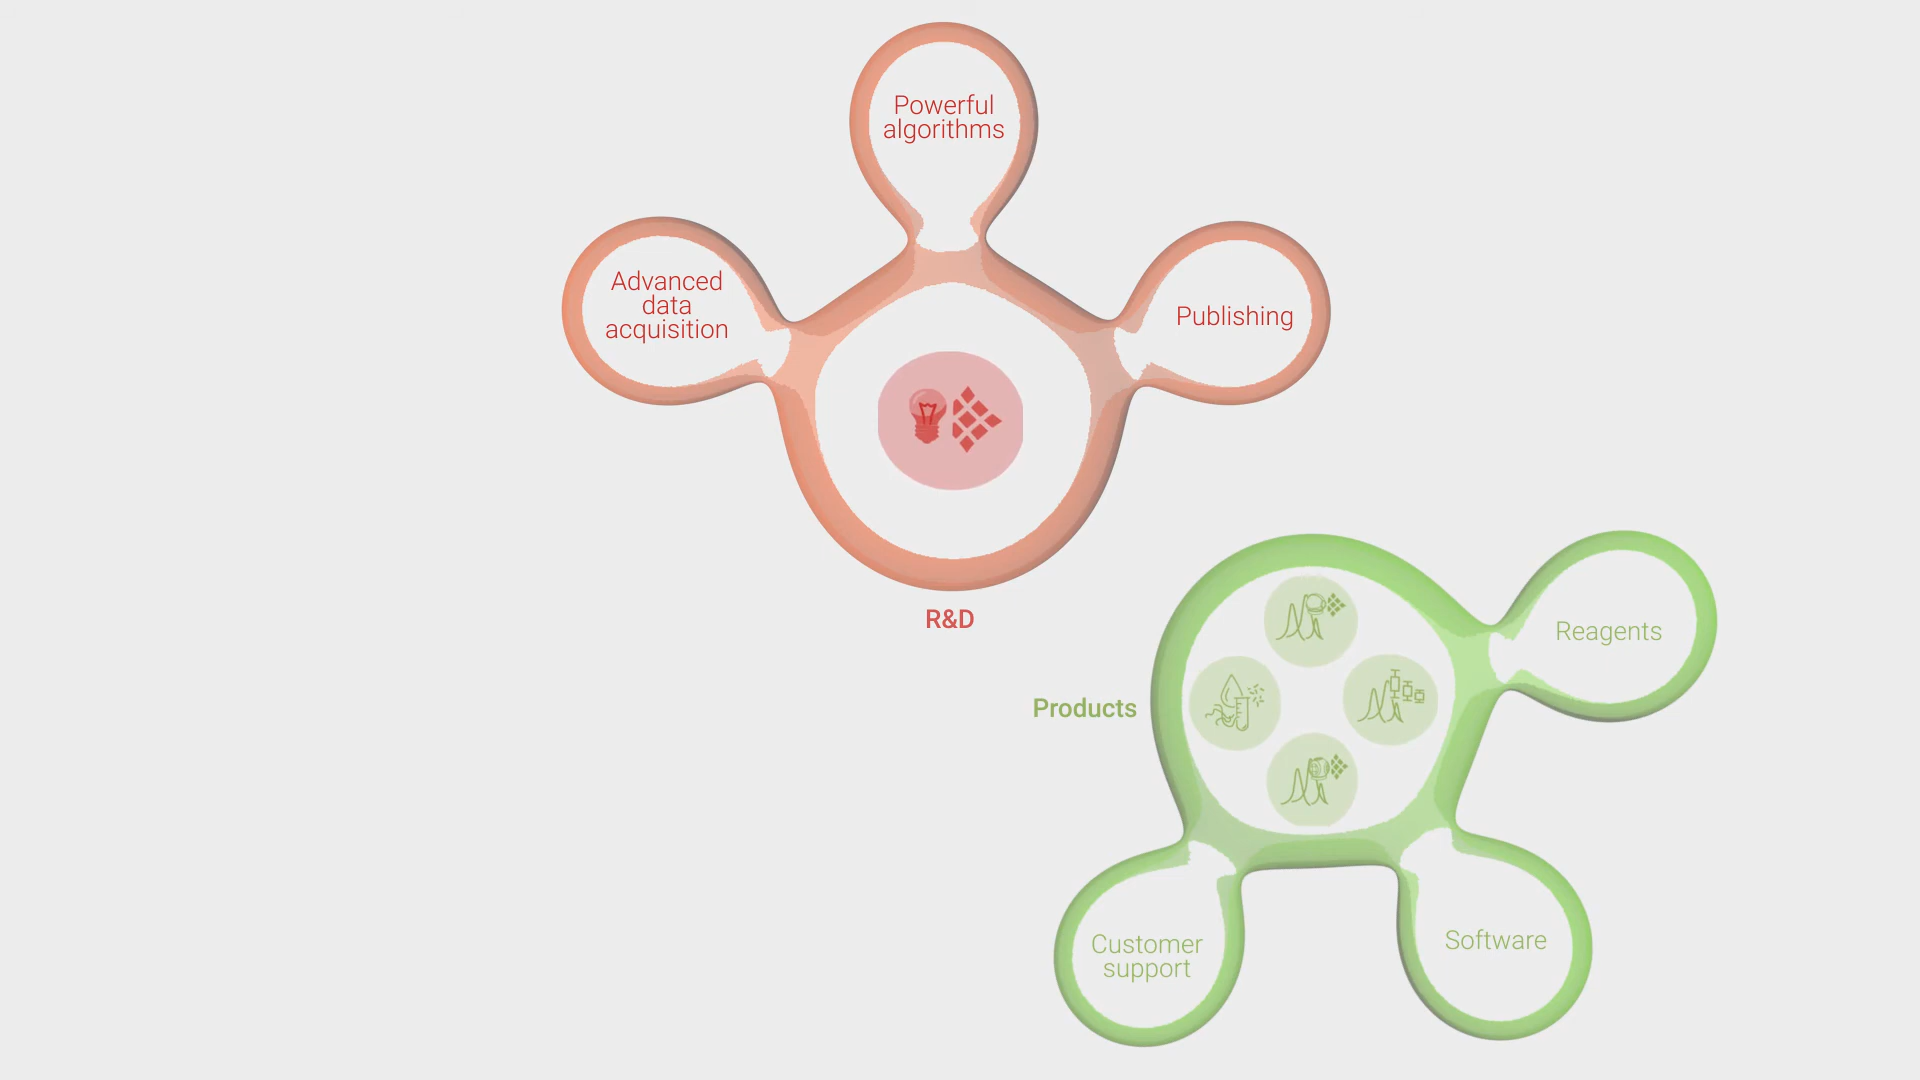 Powerful
algorithms
Advanced
data
acquisition
Publishing
R&D
Reagents
Products
Customer
support
Software